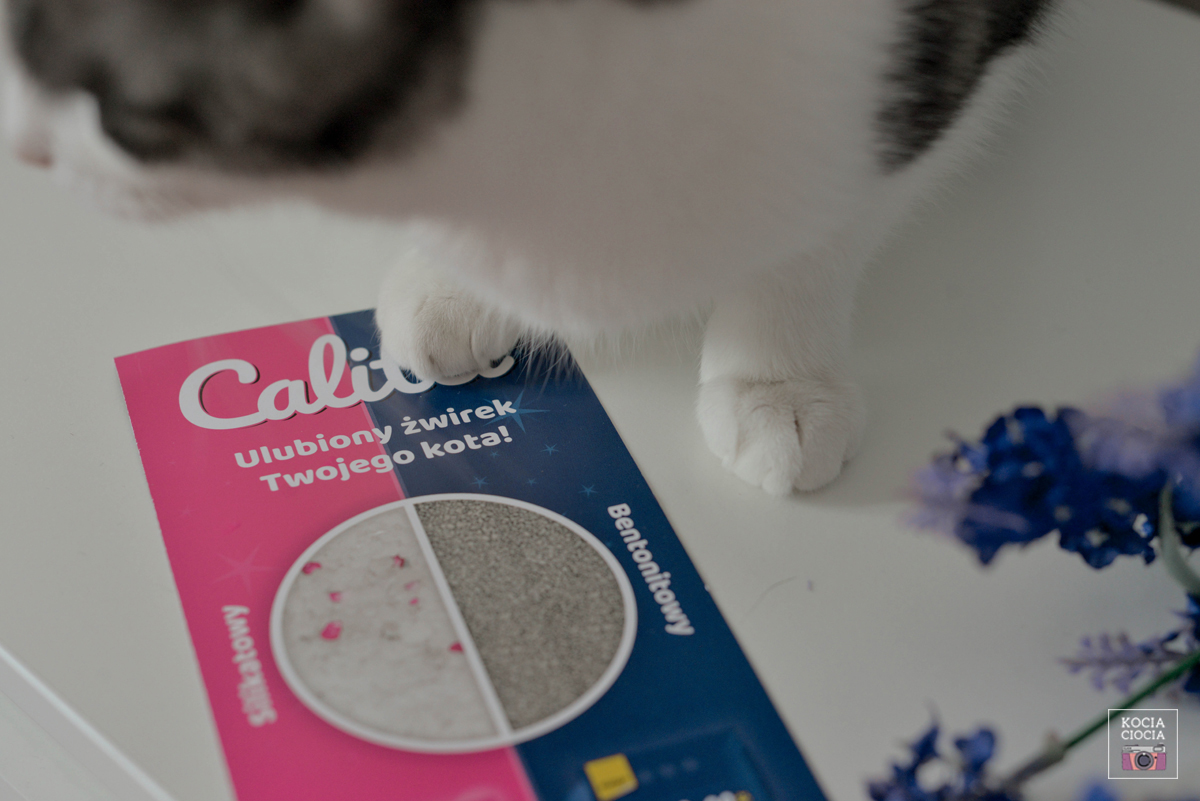 Ulubiony żwirek
Twojego kota!
Bentonitowy
Silikatowy
KOCIA
CIOCIA